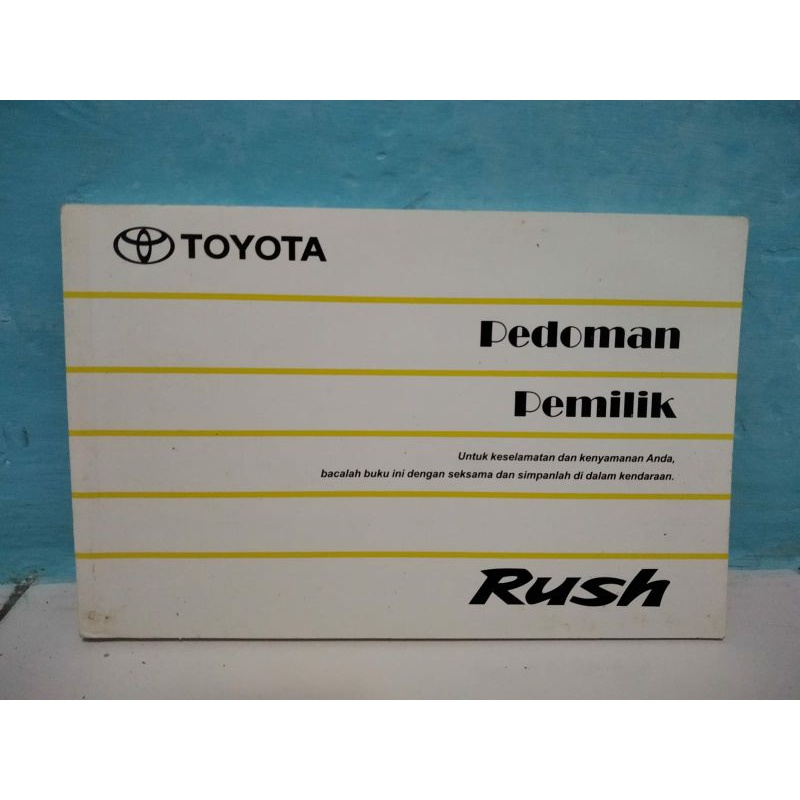 TOYOTA
Pedoman
Pemilik
Untuk keselamatan dan kenyamanan Anda,
bacalah buku ini dengan seksama dan simpanlah di dalam kendaraan.
Rush